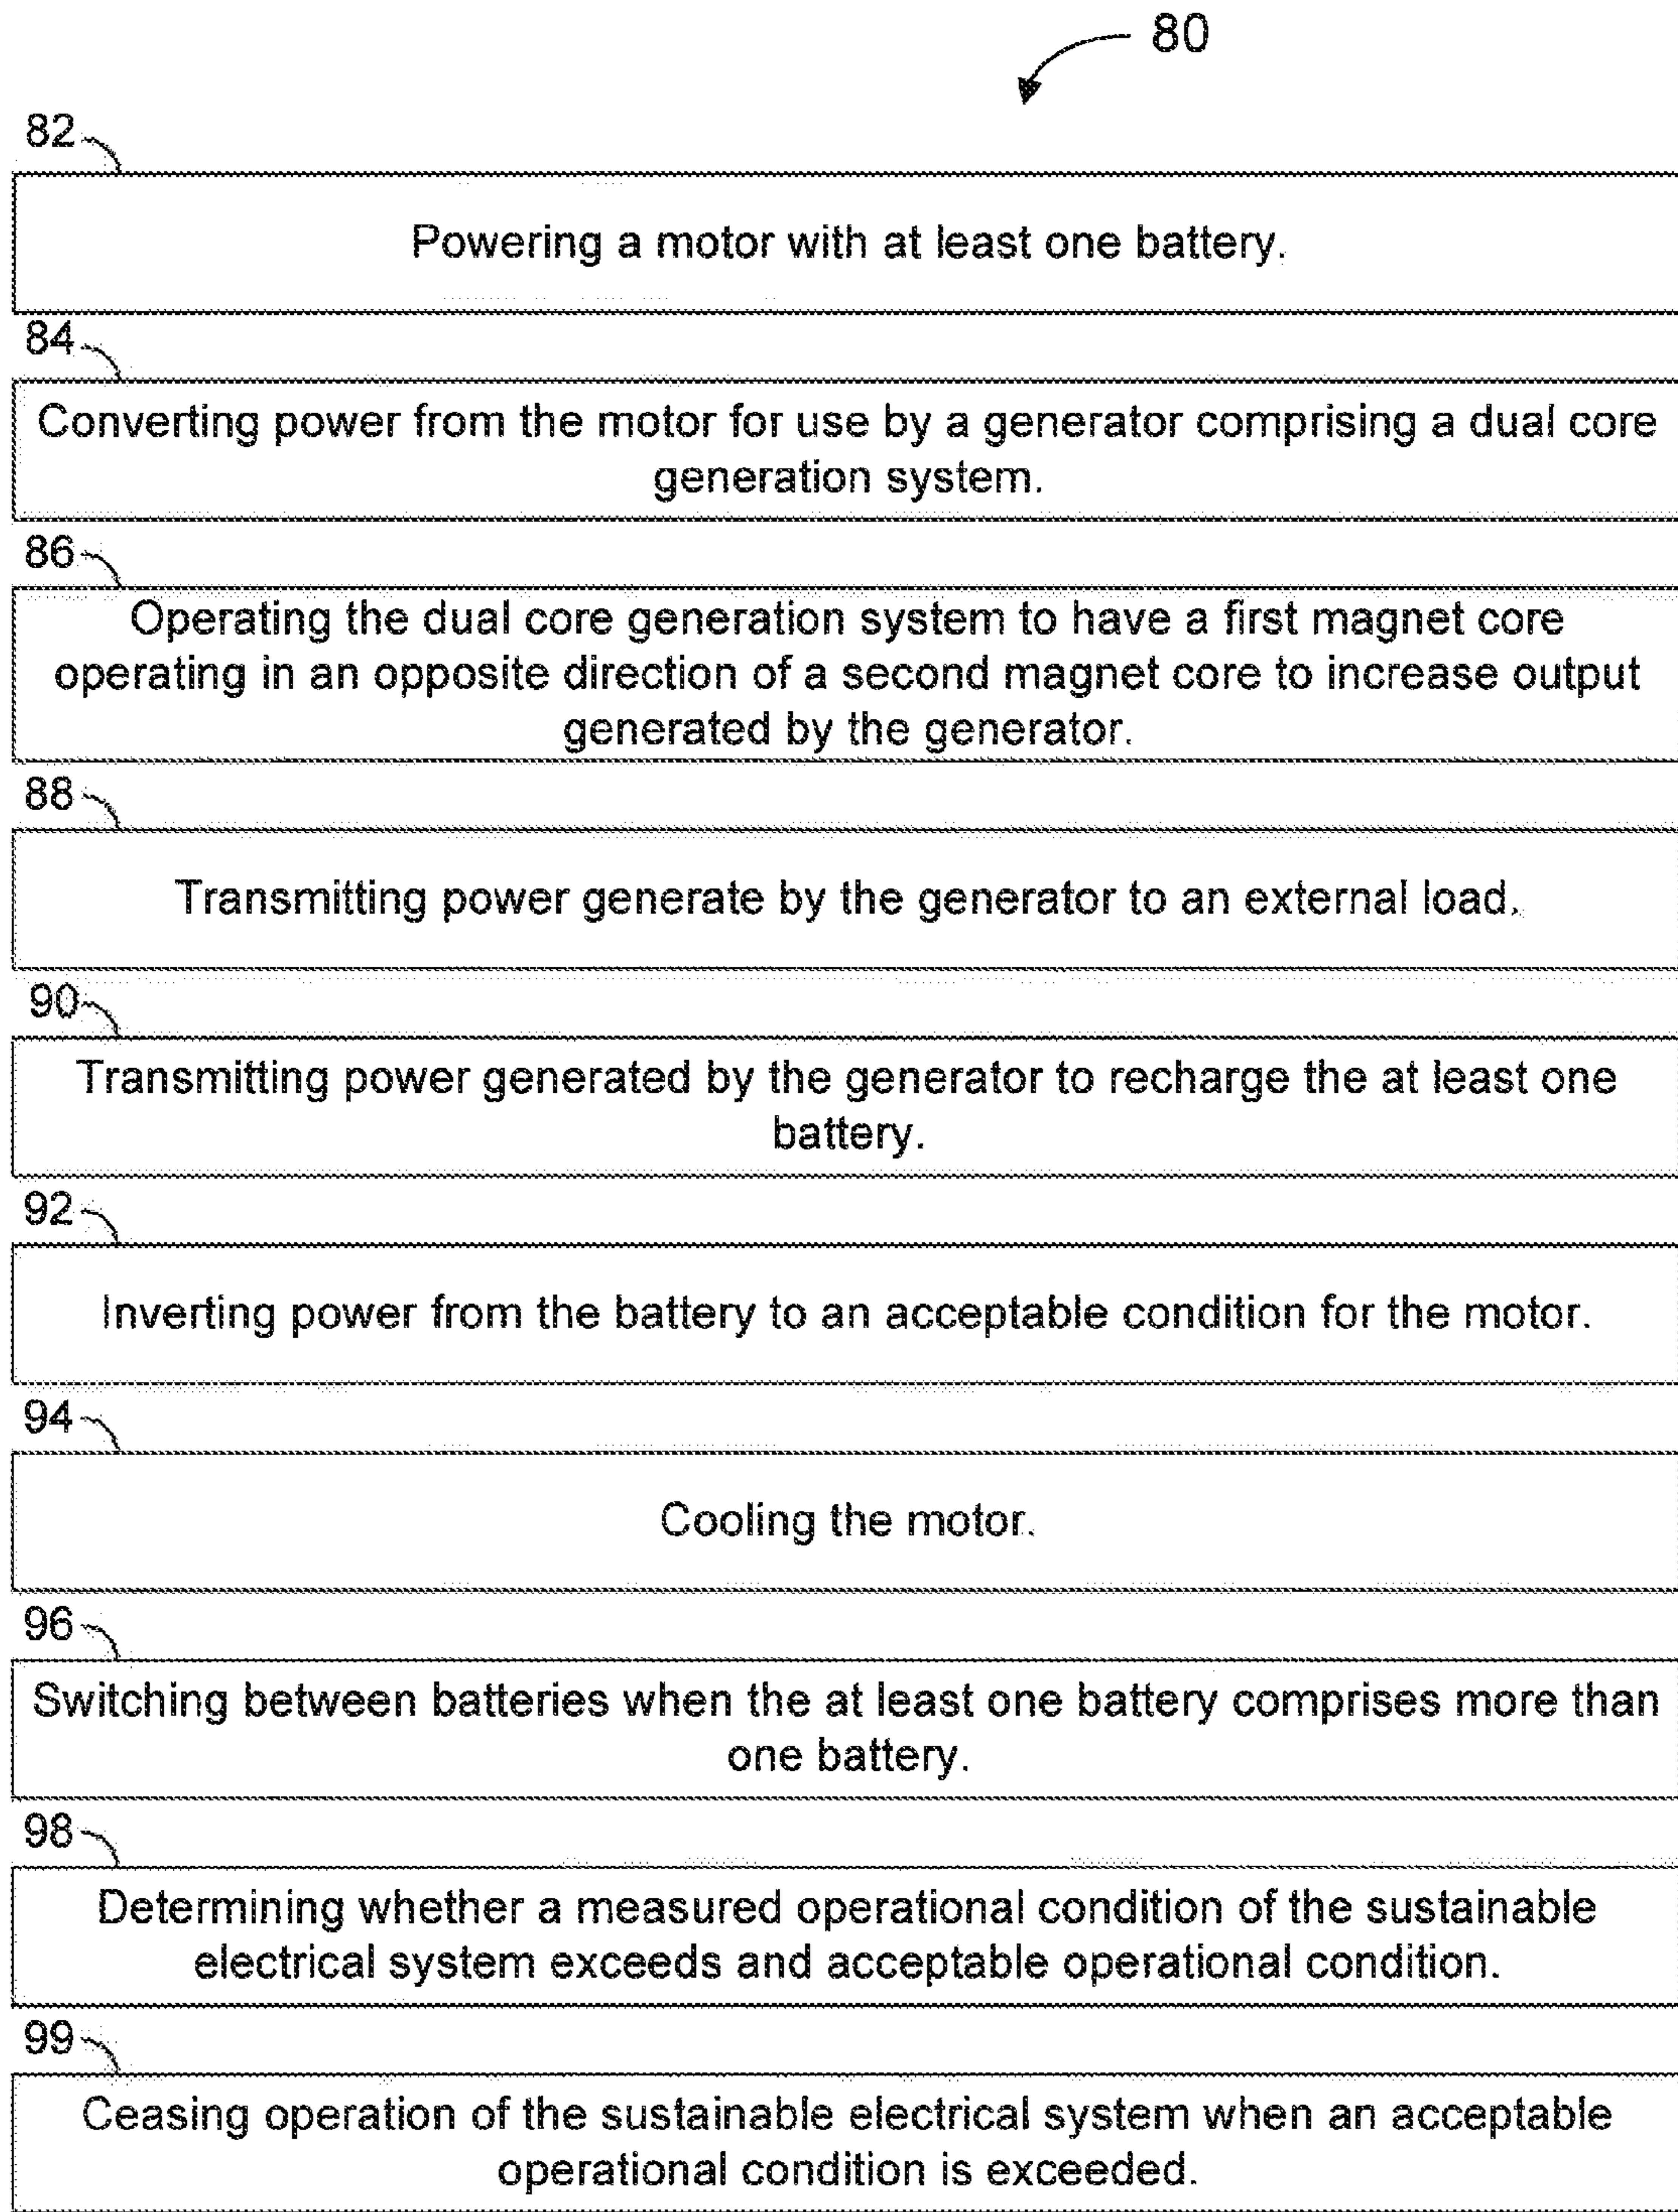 80
82
Powering a motor with at least one battery.
84
Converting power from the motor for use by a generator comprising a dual core
generation system.
86
Operating the dual core generation system to have a first magnet core
operating in an opposite direction of a second magnet core to increase output
generated by the generator.
88
Transmitting power generate by the generator to an external load.
90
Transmitting power generated by the generator to recharge the at least one
battery.
92
Inverting power from the battery to an acceptable condition for the motor.
94
Cooling the motor.
96
Switching between batteries when the at least one battery comprises more than
one battery.
98
Determining whether a measured operational condition of the sustainable
electrical system exceeds and acceptable operational condition.
99
Ceasing operation of the sustainable electrical system when an acceptable
operational condition is exceeded.